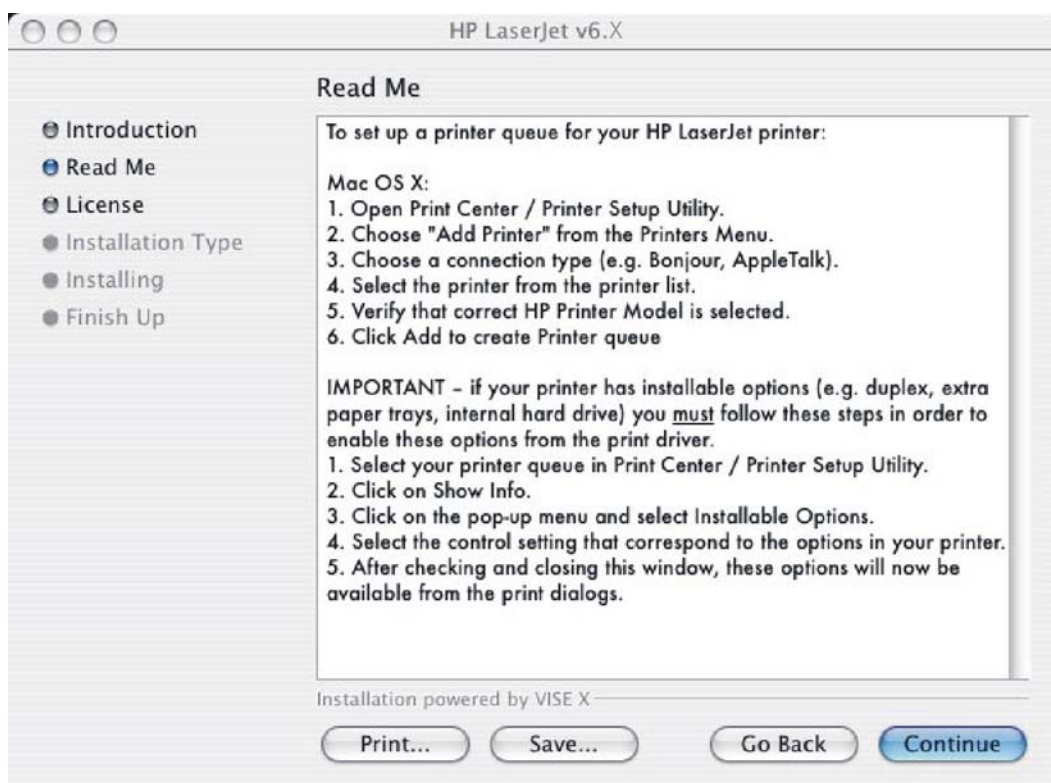 HP LaserJet v6.X
Read Me
Introduction
Read Me
License
Installation Type
Installing
Finish Up
To set up a printer queue for your HP LaserJet printer:
Mac OS X:
1. Open Print Center / Printer Setup Utility.
2. Choose "Add Printer" from the Printers Menu.
3. Choose a connection type (e.g. Bonjour, AppleTalk).
4. Select the printer from the printer list.
5. Verify that correct HP Printer Model is selected.
6. Click Add to create Printer queue
IMPORTANT – if your printer has installable options (e.g. duplex, extra
paper trays, internal hard drive) you must follow these steps in order to
enable these options from the print driver.
1. Select your printer queue in Print Center / Printer Setup Utility.
2. Click on Show Info.
3. Click on the pop-up menu and select Installable Options.
4. Select the control setting that correspond to the options in your printer.
5. After checking and closing this window, these options will now be
available from the print dialogs.
Installation powered by VISE X
Print... Save... Go Back Continue